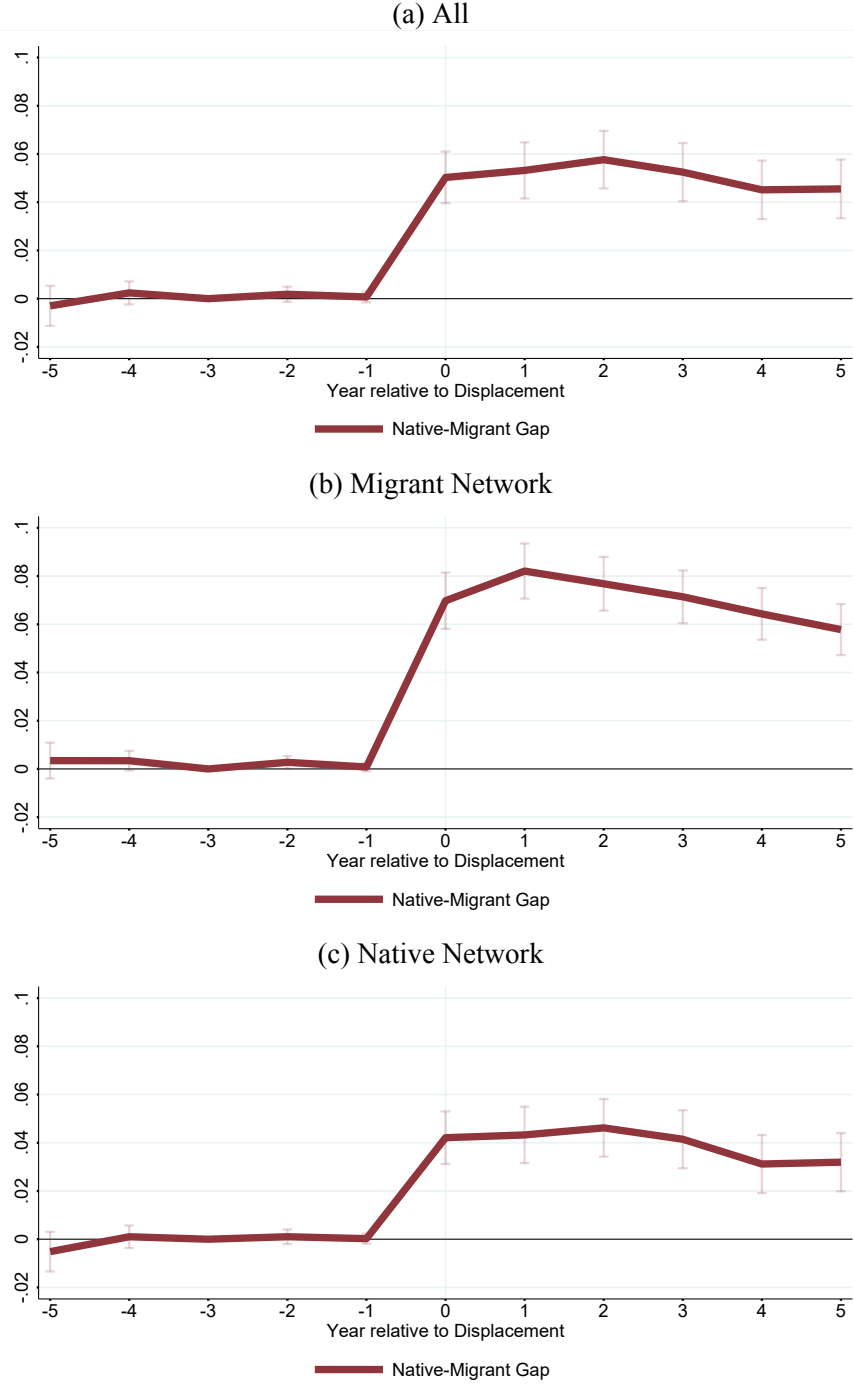 (a) All
.1
.08
.06
.04
.02
0
-.02
-5 -4 -3 -2 -1 0 1 2 3 4 5
Year relative to Displacement
Native-Migrant Gap
(b) Migrant Network
.1
.08
.06
.04
.02
0
-.02
-5 -4 -3 -2 -1 0 1 2 3 4 5
Year relative to Displacement
Native-Migrant Gap
(c) Native Network
.1
.08
.06
.04
.02
0
-.02
-5 -4 -3 -2 -1 0 1 2 3 4 5
Year relative to Displacement
Native-Migrant Gap